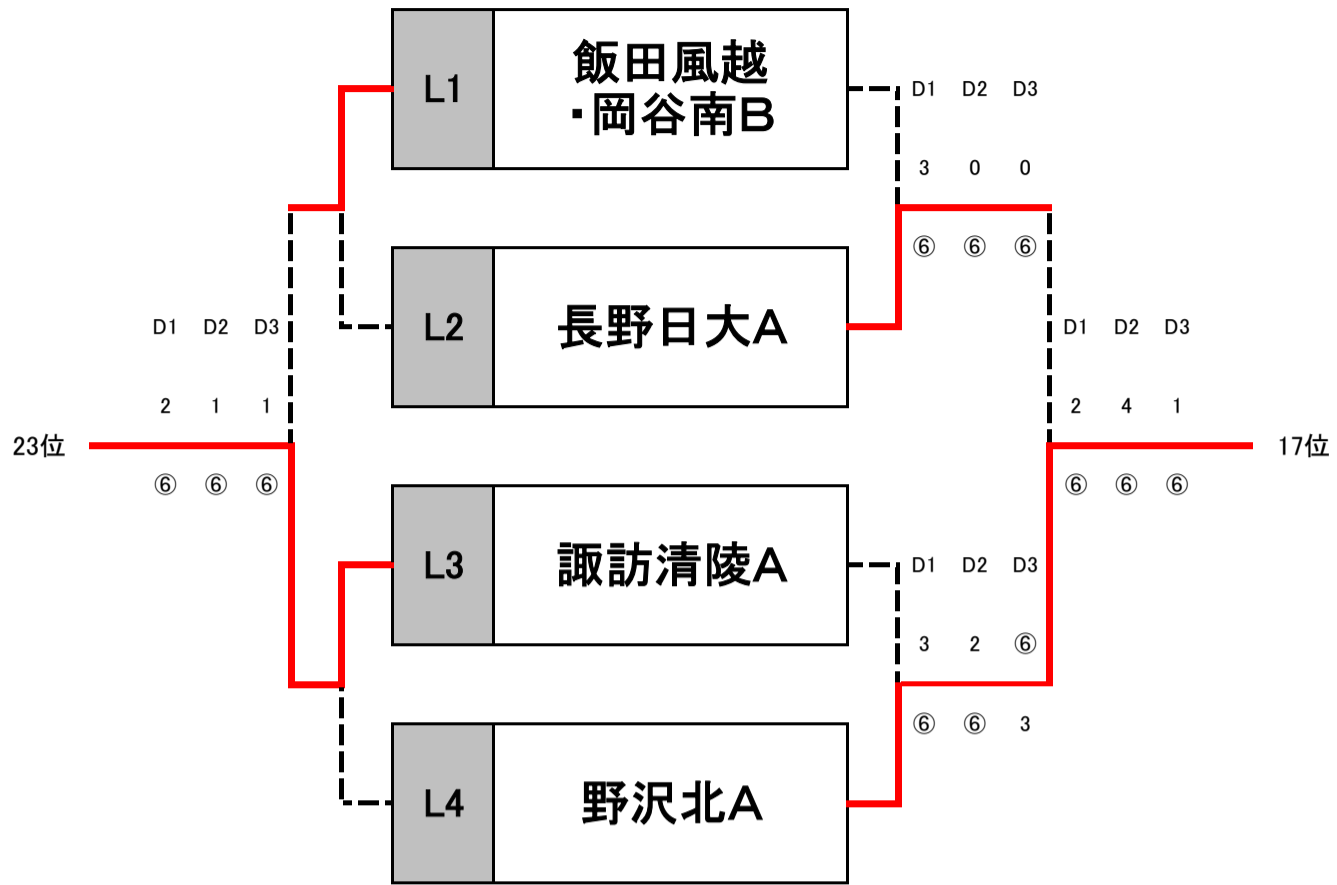 L1
飯田風越
・岡谷南B
D1 D2 D3
3 0 0
⑥ ⑥ ⑥
L2
長野日大A
D1 D2 D3
2 1 1
23位
⑥ ⑥ ⑥
D1 D2 D3
2 4 1
17位
⑥ ⑥ ⑥
L3
諏訪清陵A
D1 D2 D3
3 2 ⑥
⑥ ⑥ 3
L4
野沢北A